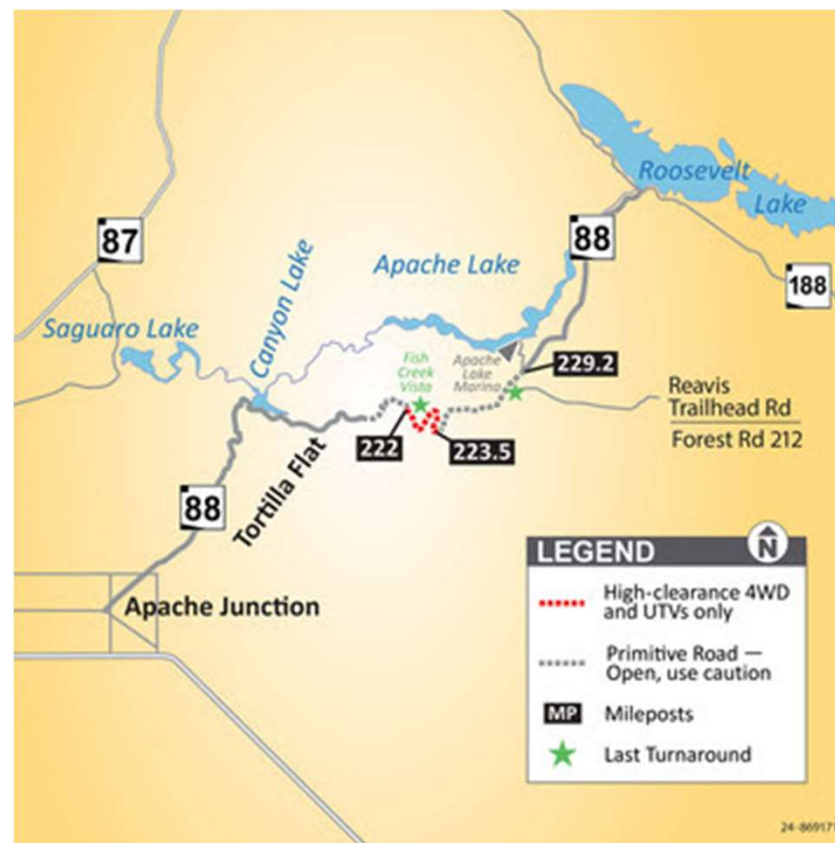 Roosevelt
Lake
87
88
Apache Lake
188
Canyon Lake
Saguaro Lake
Fish
Creek
Vista
Apache
Lake
Marina
229.2
Reavis
Trailhead Rd
Forest Rd 212
222
223.5
Tortilla Flat
88
Apache Junction
LEGEND
N
High-clearance 4WD
and UTVs only
Primitive Road —
Open, use caution
MP
Mileposts
Last Turnaround
24-869171